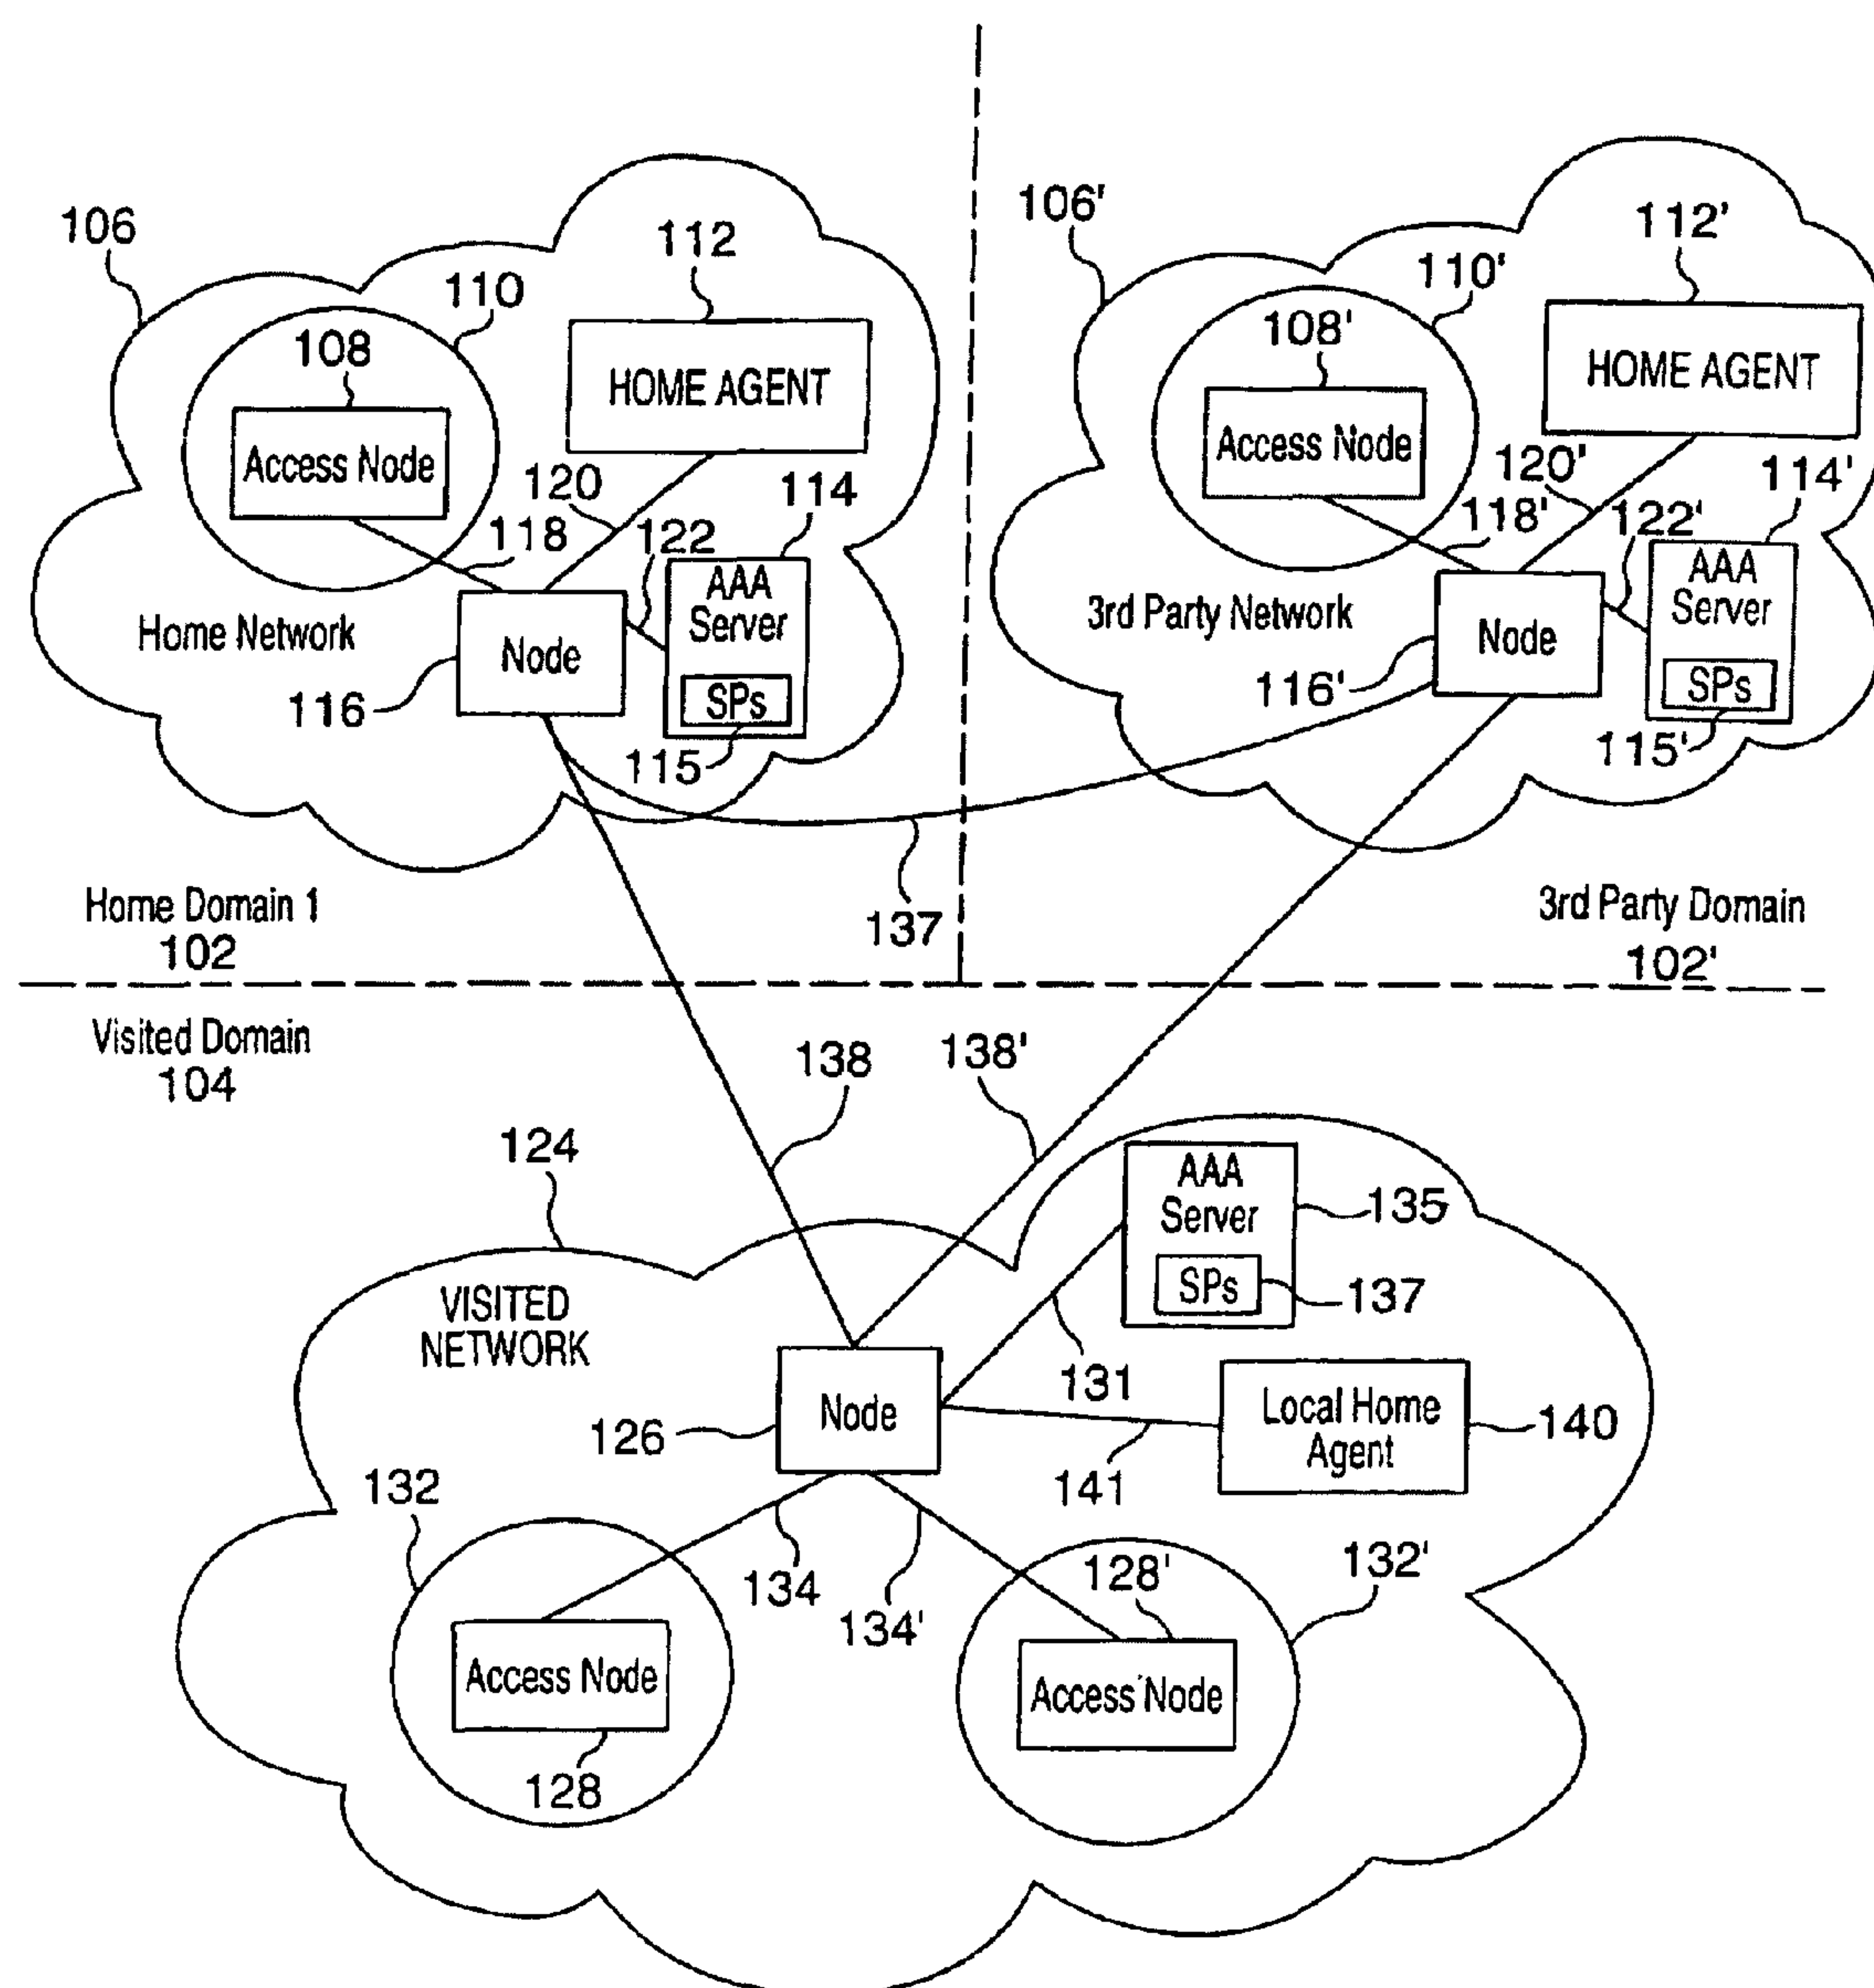 106
110
112
108
HOME AGENT
Access Node
120
114
118
122
AAA
Server
Home Network
Node
116
SPs
115
106'
110'
112'
108'
HOME AGENT
Access Node
120'
114'
118'
122'
AAA
Server
3rd Party Network
Node
116'
SPs
115'
137
Home Domain 1
102
3rd Party Domain
102'
Visited Domain
104
138
138'
124
AAA
Server
135
SPs
137
VISITED
NETWORK
131
Node
126
Local Home
Agent
140
141
132
134
134'
128'
132'
Access Node
128
Access Node